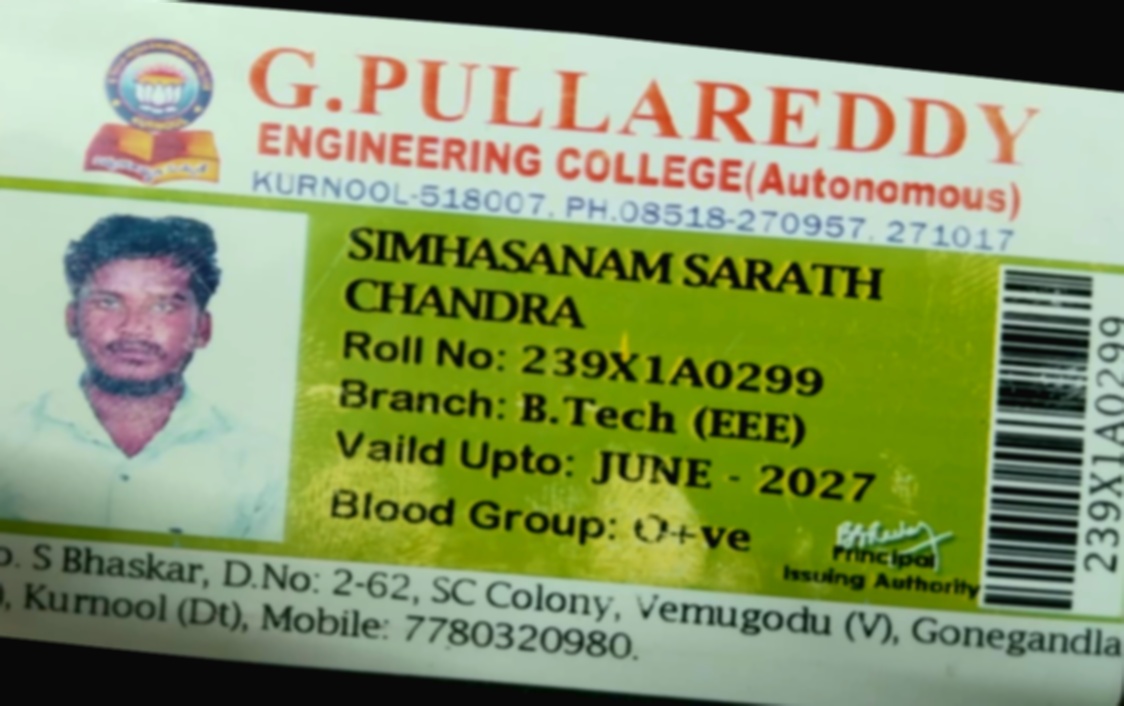 G.PULLAREDDY
ENGINEERING COLLEGE(Autonomous)
KURNOOL-518007. PH.08518-270957, 271017
SIMHASANAM SARATH
CHANDRA
Roll No: 239X1A0299
Branch: B.Tech (EEE)
Vaild Upto: JUNE - 2027
Blood Group: O+ve
Principal
Issuing Authority
239X1A0299
S Bhaskar, D.No: 2-62, SC Colony, Vemugodu (V), Gonegandla
Kurnool (Dt), Mobile: 7780320980.